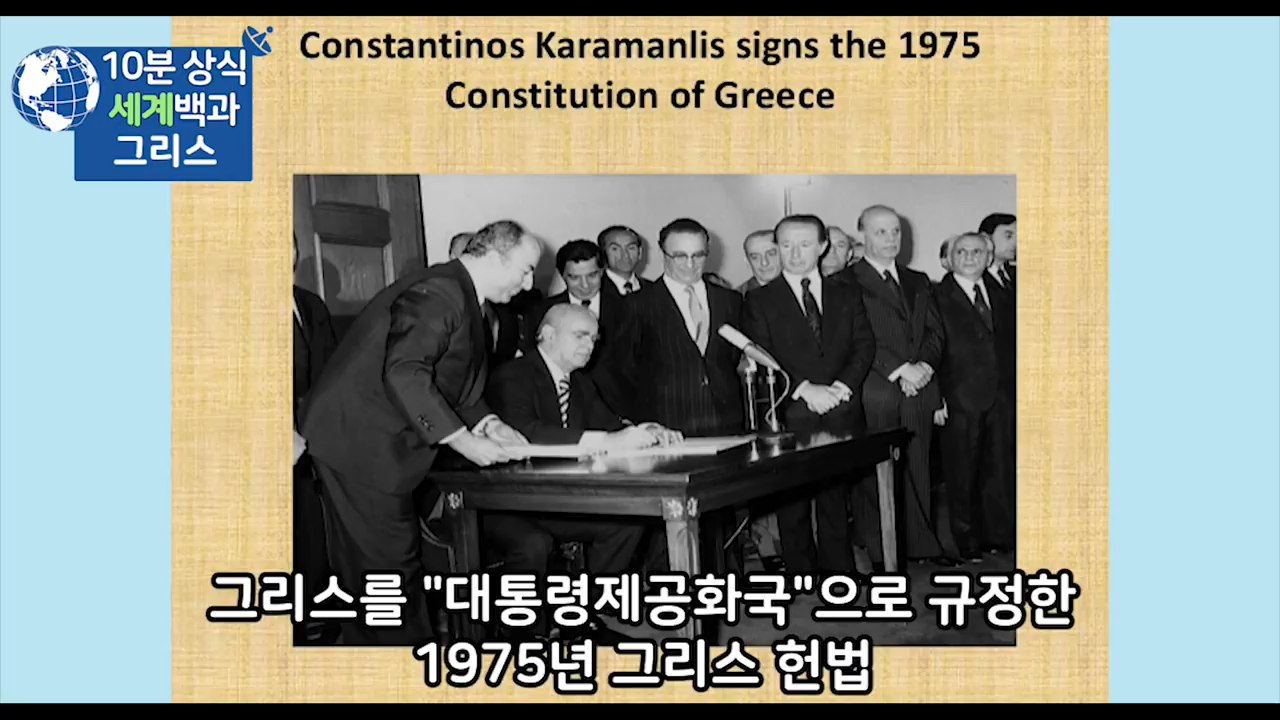 Constantinos Karamanlis signs the 1975
Constitution of Greece
10분 상식
세계백과
그리스
그리스를 "대통령제공화국"으로 규정한
1975년 그리스 헌법